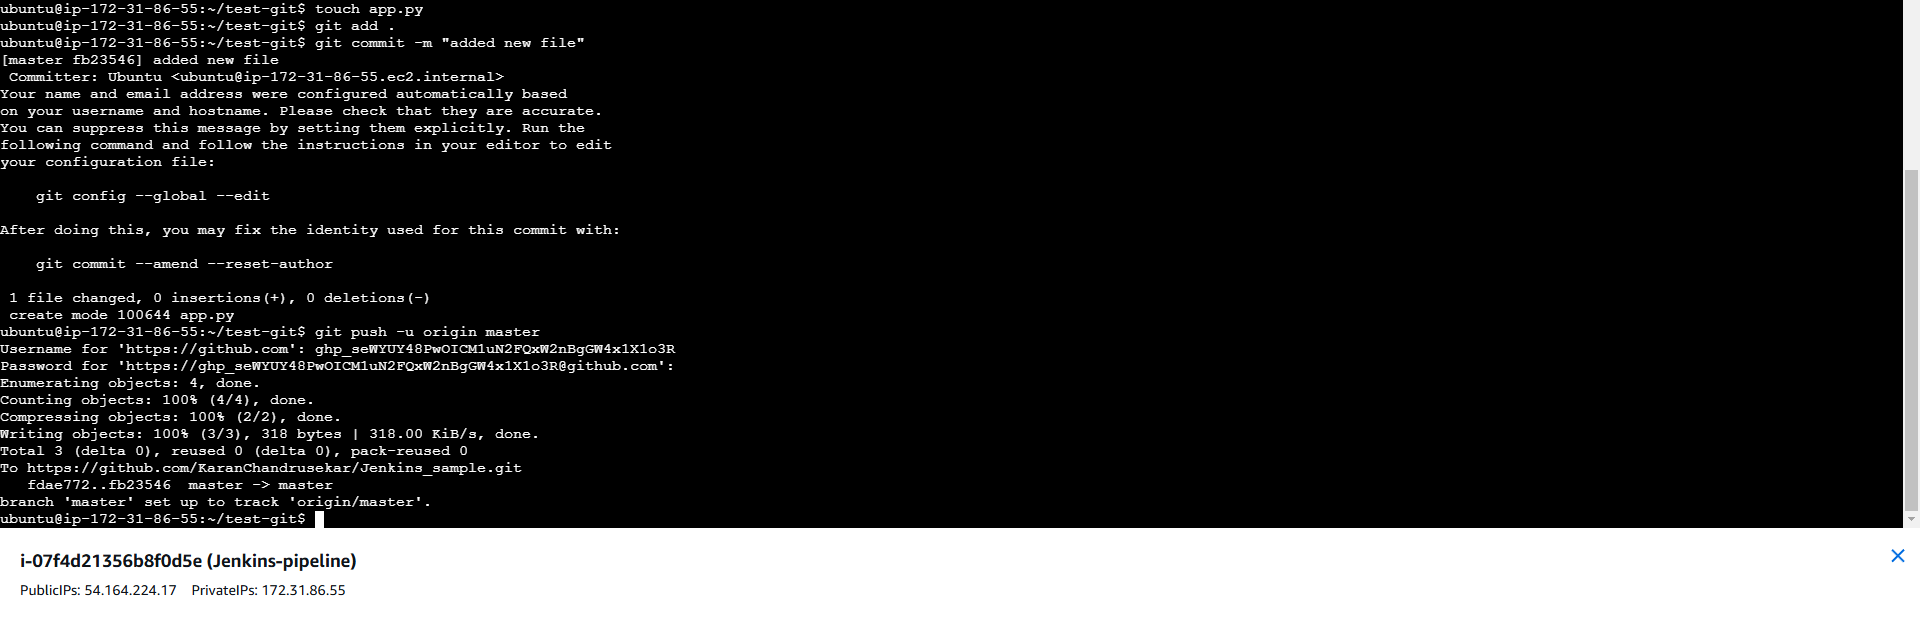 ubuntu@ip-172-31-86-55:~/test-git$ touch app.py
ubuntu@ip-172-31-86-55:~/test-git$ git add .
ubuntu@ip-172-31-86-55:~/test-git$ git commit -m "added new file"
[master fb23546] added new file
 Committer: Ubuntu <ubuntu@ip-172-31-86-55.ec2.internal>
Your name and email address were configured automatically based
on your username and hostname. Please check that they are accurate.
You can suppress this message by setting them explicitly. Run the
following command and follow the instructions in your editor to edit
your configuration file:
    git config --global --edit
After doing this, you may fix the identity used for this commit with:
    git commit --amend --reset-author
 1 file changed, 0 insertions(+), 0 deletions(-)
 create mode 100644 app.py
ubuntu@ip-172-31-86-55:~/test-git$ git push -u origin master
Username for 'https://github.com': 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
Password for 'https://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@github.com':
Enumerating objects: 4, done.
Counting objects: 100% (4/4), done.
Compressing objects: 100% (2/2), done.
Writing objects: 100% (3/3), 318 bytes | 318.00 KiB/s, done.
Total 3 (delta 0), reused 0 (delta 0), pack-reused 0
To https://github.com/KaranChandrusekar/Jenkins_sample.git
   fdae772..fb23546  master -> master
branch 'master' set up to track 'origin/master'.
ubuntu@ip-172-31-86-55:~/test-git$
i-07f4d21356b8f0d5e (Jenkins-pipeline)
PublicIPs: 54.164.224.17 PrivateIPs: 172.31.86.55